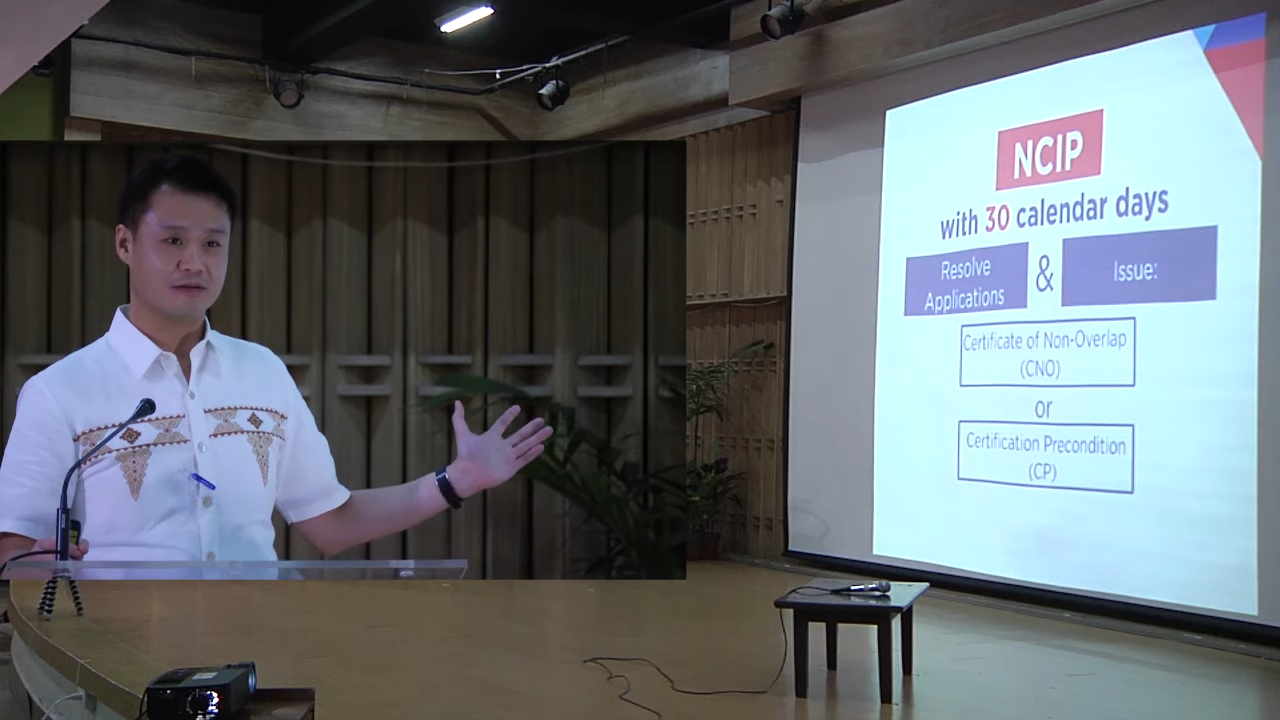 NCIP
with 30 calendar days
Resolve
Applications
&
Issue:
Certificate of Non-Overlap
(CNO)
or
Certification Precondition
(CP)